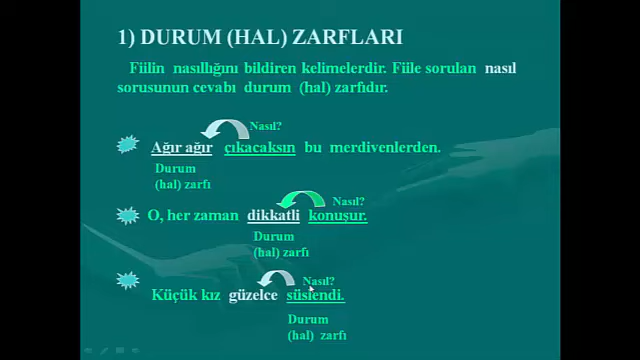 1) DURUM (HAL) ZARFLARI
Fiilin nasıllığını bildiren kelimelerdir. Fiile sorulan nasıl
sorusunun cevabı durum (hal) zarfıdır.
Nasıl?
Ağır ağır çıkacaksın bu merdivenlerden.
Durum
(hal) zarfı
Nasıl?
O, her zaman dikkatli konuşur.
Durum
(hal) zarfı
Nasıl?
Küçük kız güzelce süslendi.
Durum
(hal) zarfı